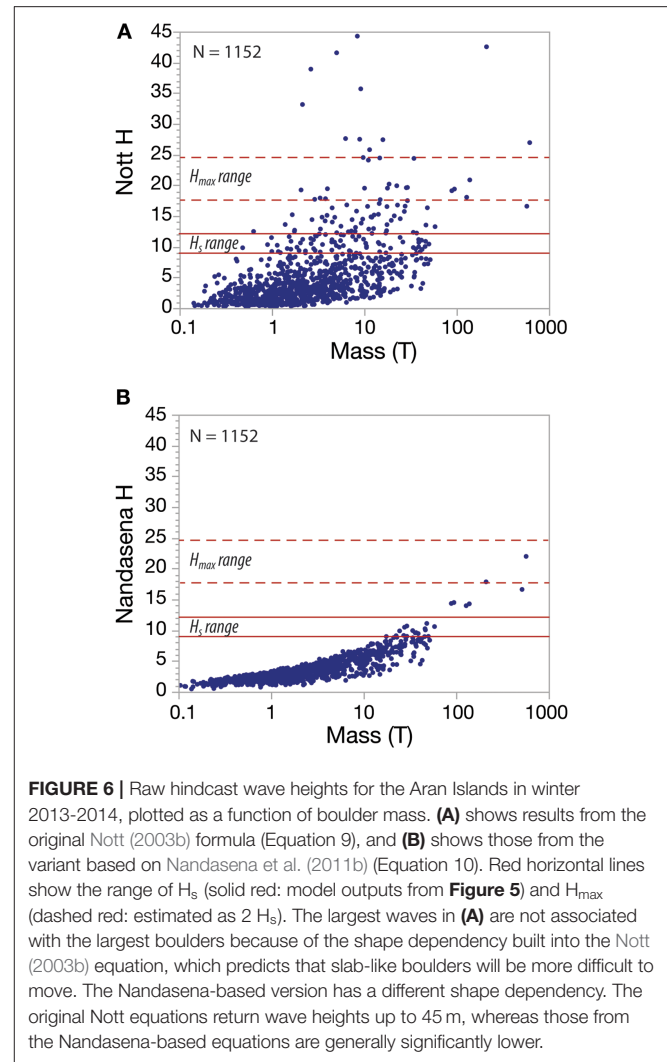 A
N = 1152
45
40
35
30
25
20
15
10
5
0
Nott H
Hmax range
Hs range
0.1
1
10
100
1000
Mass (T)
B
N = 1152
45
40
35
30
25
20
15
10
5
0
Nandasena H
Hmax range
Hs range
0.1
1
10
100
1000
Mass (T)
FIGURE 6 | Raw hindcast wave heights for the Aran Islands in winter
2013-2014, plotted as a function of boulder mass. (A) shows results from the
original Nott (2003b) formula (Equation 9), and (B) shows those from the
variant based on Nandasena et al. (2011b) (Equation 10). Red horizontal lines
show the range of Hs (solid red: model outputs from Figure 5) and Hmax
(dashed red: estimated as 2 Hs). The largest waves in (A) are not associated
with the largest boulders because of the shape dependency built into the Nott
(2003b) equation, which predicts that slab-like boulders will be more difficult to
move. The Nandasena-based version has a different shape dependency. The
original Nott equations return wave heights up to 45 m, whereas those from
the Nandasena-based equations are generally significantly lower.